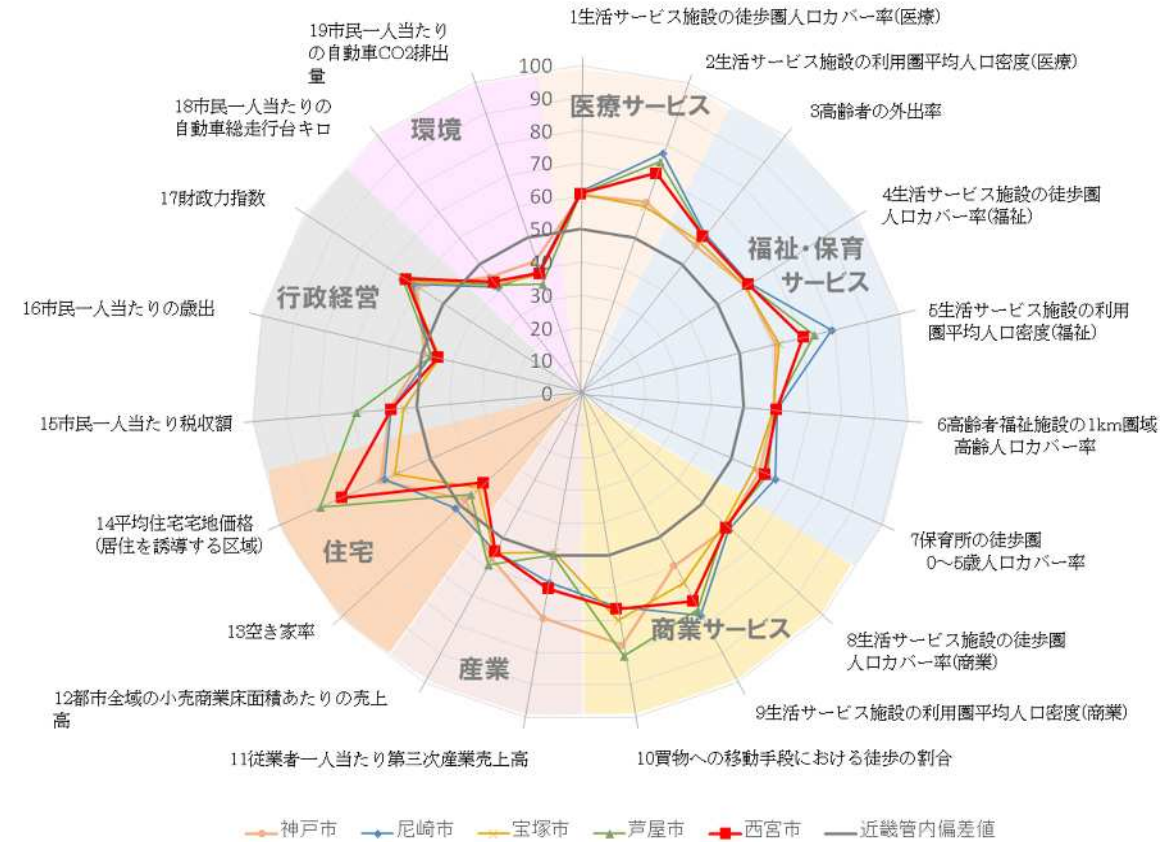 1生活サービス施設の徒歩圏人口カバー率(医療)
2生活サービス施設の利用圏平均人口密度(医療)
3高齢者の外出率
4生活サービス施設の徒歩圏
人口カバー率(福祉)
5生活サービス施設の利用
圏平均人口密度(福祉)
6高齢者福祉施設の1km圏域
高齢人口カバー率
7保育所の徒歩圏
0～5歳人口カバー率
8生活サービス施設の徒歩圏
人口カバー率(商業)
9生活サービス施設の利用圏平均人口密度(商業)
10買物への移動手段における徒歩の割合
11従業者一人当たり第三次産業売上高
12都市全域の小売商業床面積あたりの売上
高
13空き家率
14平均住宅宅地価格
(居住を誘導する区域)
15市民一人当たり税収額
16市民一人当たりの歳出
17財政力指数
18市民一人当たりの
自動車総走行台キロ
19市民一人当たり
の自動車CO2排出
量
100
90
80
70
60
50
40
30
20
10
0
医療サービス
福祉・保育
サービス
商業サービス
産業
住宅
行政経営
環境
神戸市
尼崎市
宝塚市
芦屋市
西宮市
近畿管内偏差値